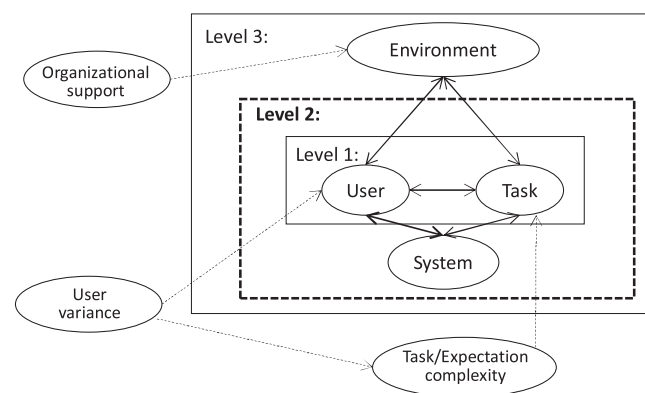 Level 3:
Environment
Organizational
support
Level 2:
Level 1:
User
Task
System
User
variance
Task/Expectation
complexity